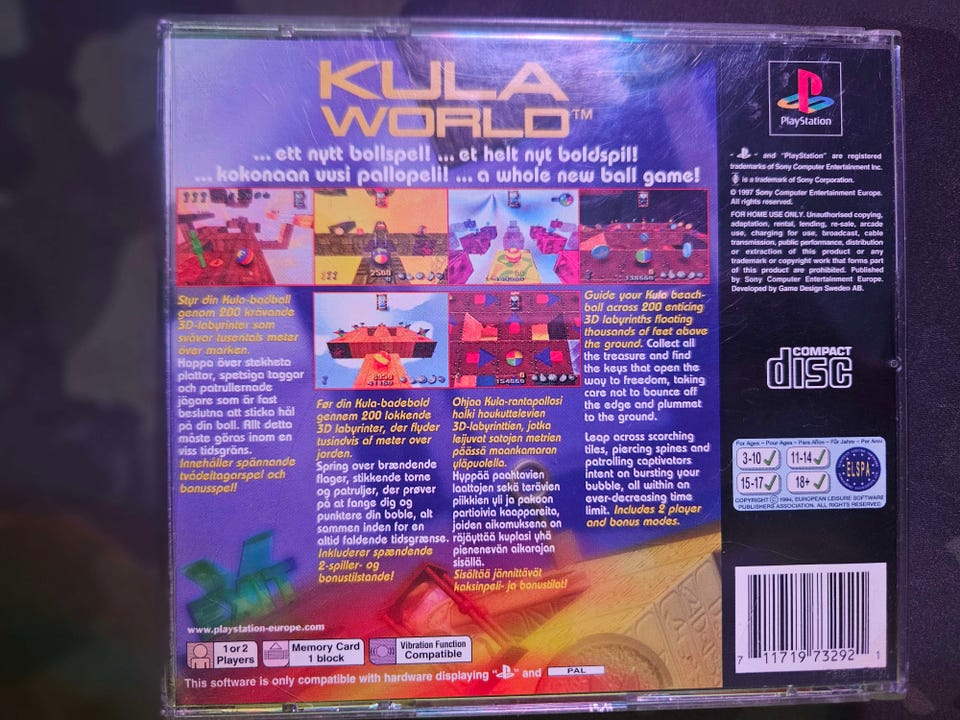 KULA
WORLD™
... ett nytt bollspel! ... et helt nyt boldspil!
... kokonaan uusi pallopeli! ... a whole new ball game!
Styr din Kula-badball
genom 200 krävande
3D-labyrinter som
svävar tusentals meter
över marken.
Hoppa över stekheta
plattor, spetsiga taggar
och patrullernade
jägare som är fast
beslutna att sticka hål
på din boll. Allt detta
måste göras inom en
viss tidsgräns.
Innehåller spännande
tvådeltagarspel och
bonusspel!
Før din Kula-badebold
gennem 200 lokkende
3D labyrinter, der flyder
tusindvis af meter over
jorden.
Spring over brændende
flager, stikkende torne
og patruljer, der prøver
på at fange dig og
punktere din boble, alt
sammen inden for en
altid faldende tidsgrænse.
Inkluderer spændende
2-spiller- og
bonustilstande!
Ohjaa Kula-rantapallosi
halki houkuttelevien
3D-labyrinttien, jotka
leijuvat satojen metrien
päässä maankamaran
yläpuolella.
Hyppää paahtavien
laattojen sekä terävien
piikkien yli ja pakoon
partioivia kaappareita,
joiden aikomuksena on
räjäyttää kuplasi yhä
pienenevän aikarajan
sisällä.
Sisältää jännittävät
kaksinpeli- ja bonustilat!
Guide your Kula beach-
ball across 200 enticing
3D labyrinths floating
thousands of feet above
the ground. Collect all
the treasure and find
the keys that open the
way to freedom, taking
care not to bounce off
the edge and plummet
to the ground.
Leap across scorching
tiles, piercing spines and
patrolling captivators
intent on bursting your
bubble, all within an
ever-decreasing time
limit. Includes 2 player
and bonus modes.
www.playstation-europe.com
1 or 2
Players
Memory Card
1 block
Vibration Function
Compatible
This software is only compatible with hardware displaying "" and PAL
PlayStation
"" and "PlayStation" are registered
trademarks of Sony Computer Entertainment Inc.
is a trademark of Sony Corporation.
© 1997 Sony Computer Entertainment Europe.
All rights reserved.
FOR HOME USE ONLY. Unauthorised copying,
adaptation, rental, lending, re-sale, arcade
use, charging for use, broadcast, cable
transmission, public performance, distribution
or extraction of this product or any
trademark or copyright work that forms part
of this product are prohibited. Published
by Sony Computer Entertainment Europe.
Developed by Game Design Sweden AB.
COMPACT
disc
For Ages - Pour Ages - Para Años - Für Jahre - Per Anni
3-10 11-14
15-17 18+
ELSPA
COPYRIGHT © 1994, EUROPEAN LEISURE SOFTWARE
PUBLISHERS ASSOCIATION. ALL RIGHTS RESERVED
7 11719 73292 1